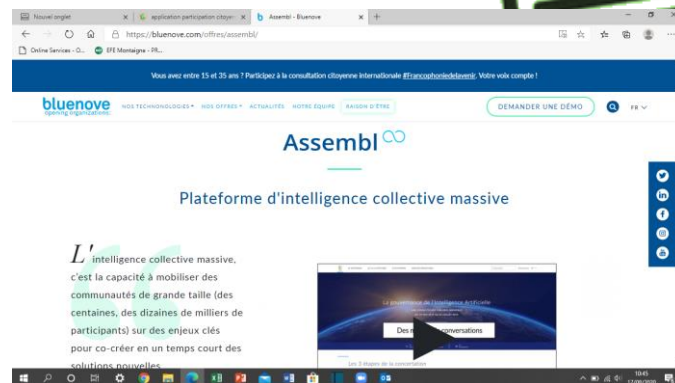 Nouvel onglet
application participation citoyen
Assembl - Bluenove
https://bluenove.com/offres/assembl/
Online Services - O...
EFE Montaigne - PR...
Vous avez entre 15 et 35 ans ? Participez à la consultation citoyenne internationale #Francophoniedelavenir. Votre voix compte !
bluenove
opening organizations
NOS TECHNONOLOGIES
NOS OFFRES
ACTUALITÉS
NOTRE ÉQUIPE
RAISON D'ÊTRE
DEMANDER UNE DÉMO
FR
Assembl
Plateforme d'intelligence collective massive
L'intelligence collective massive,
c'est la capacité à mobiliser des
communautés de grande taille (des
centaines, des dizaines de milliers de
participants) sur des enjeux clés
pour co-créer en un temps court des
solutions nouvelles
La gouvernance de l'Intelligence Artificielle
Des conversations
Les 3 étapes de la consultation
10:45
17/09/2020